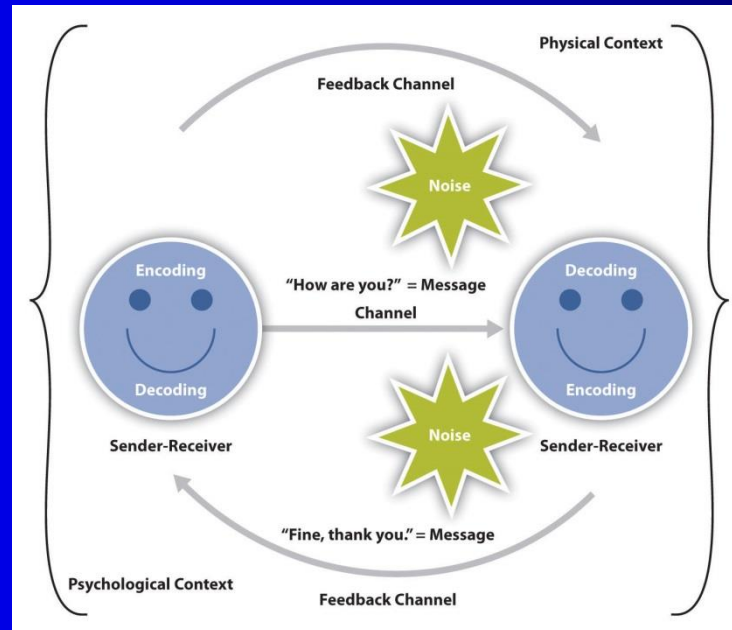 Physical Context
Feedback Channel
Noise
Encoding
Decoding
"How are you?" = Message
Channel
Decoding
Encoding
Noise
Sender-Receiver
Sender-Receiver
"Fine, thank you." = Message
Psychological Context
Feedback Channel